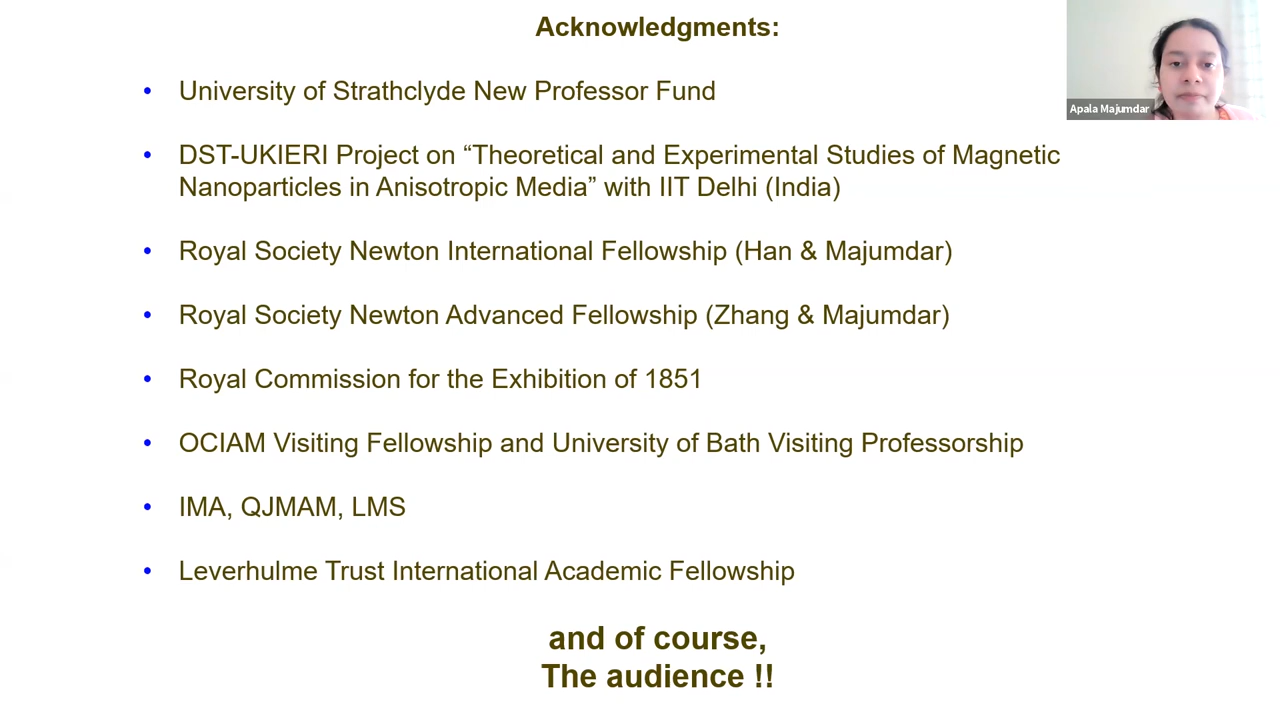 Acknowledgments:
Apala Majumdar
• University of Strathclyde New Professor Fund
• DST-UKIERI Project on “Theoretical and Experimental Studies of Magnetic
Nanoparticles in Anisotropic Media” with IIT Delhi (India)
• Royal Society Newton International Fellowship (Han & Majumdar)
• Royal Society Newton Advanced Fellowship (Zhang & Majumdar)
• Royal Commission for the Exhibition of 1851
• OCIAM Visiting Fellowship and University of Bath Visiting Professorship
• IMA, QJMAM, LMS
• Leverhulme Trust International Academic Fellowship
and of course,
The audience !!